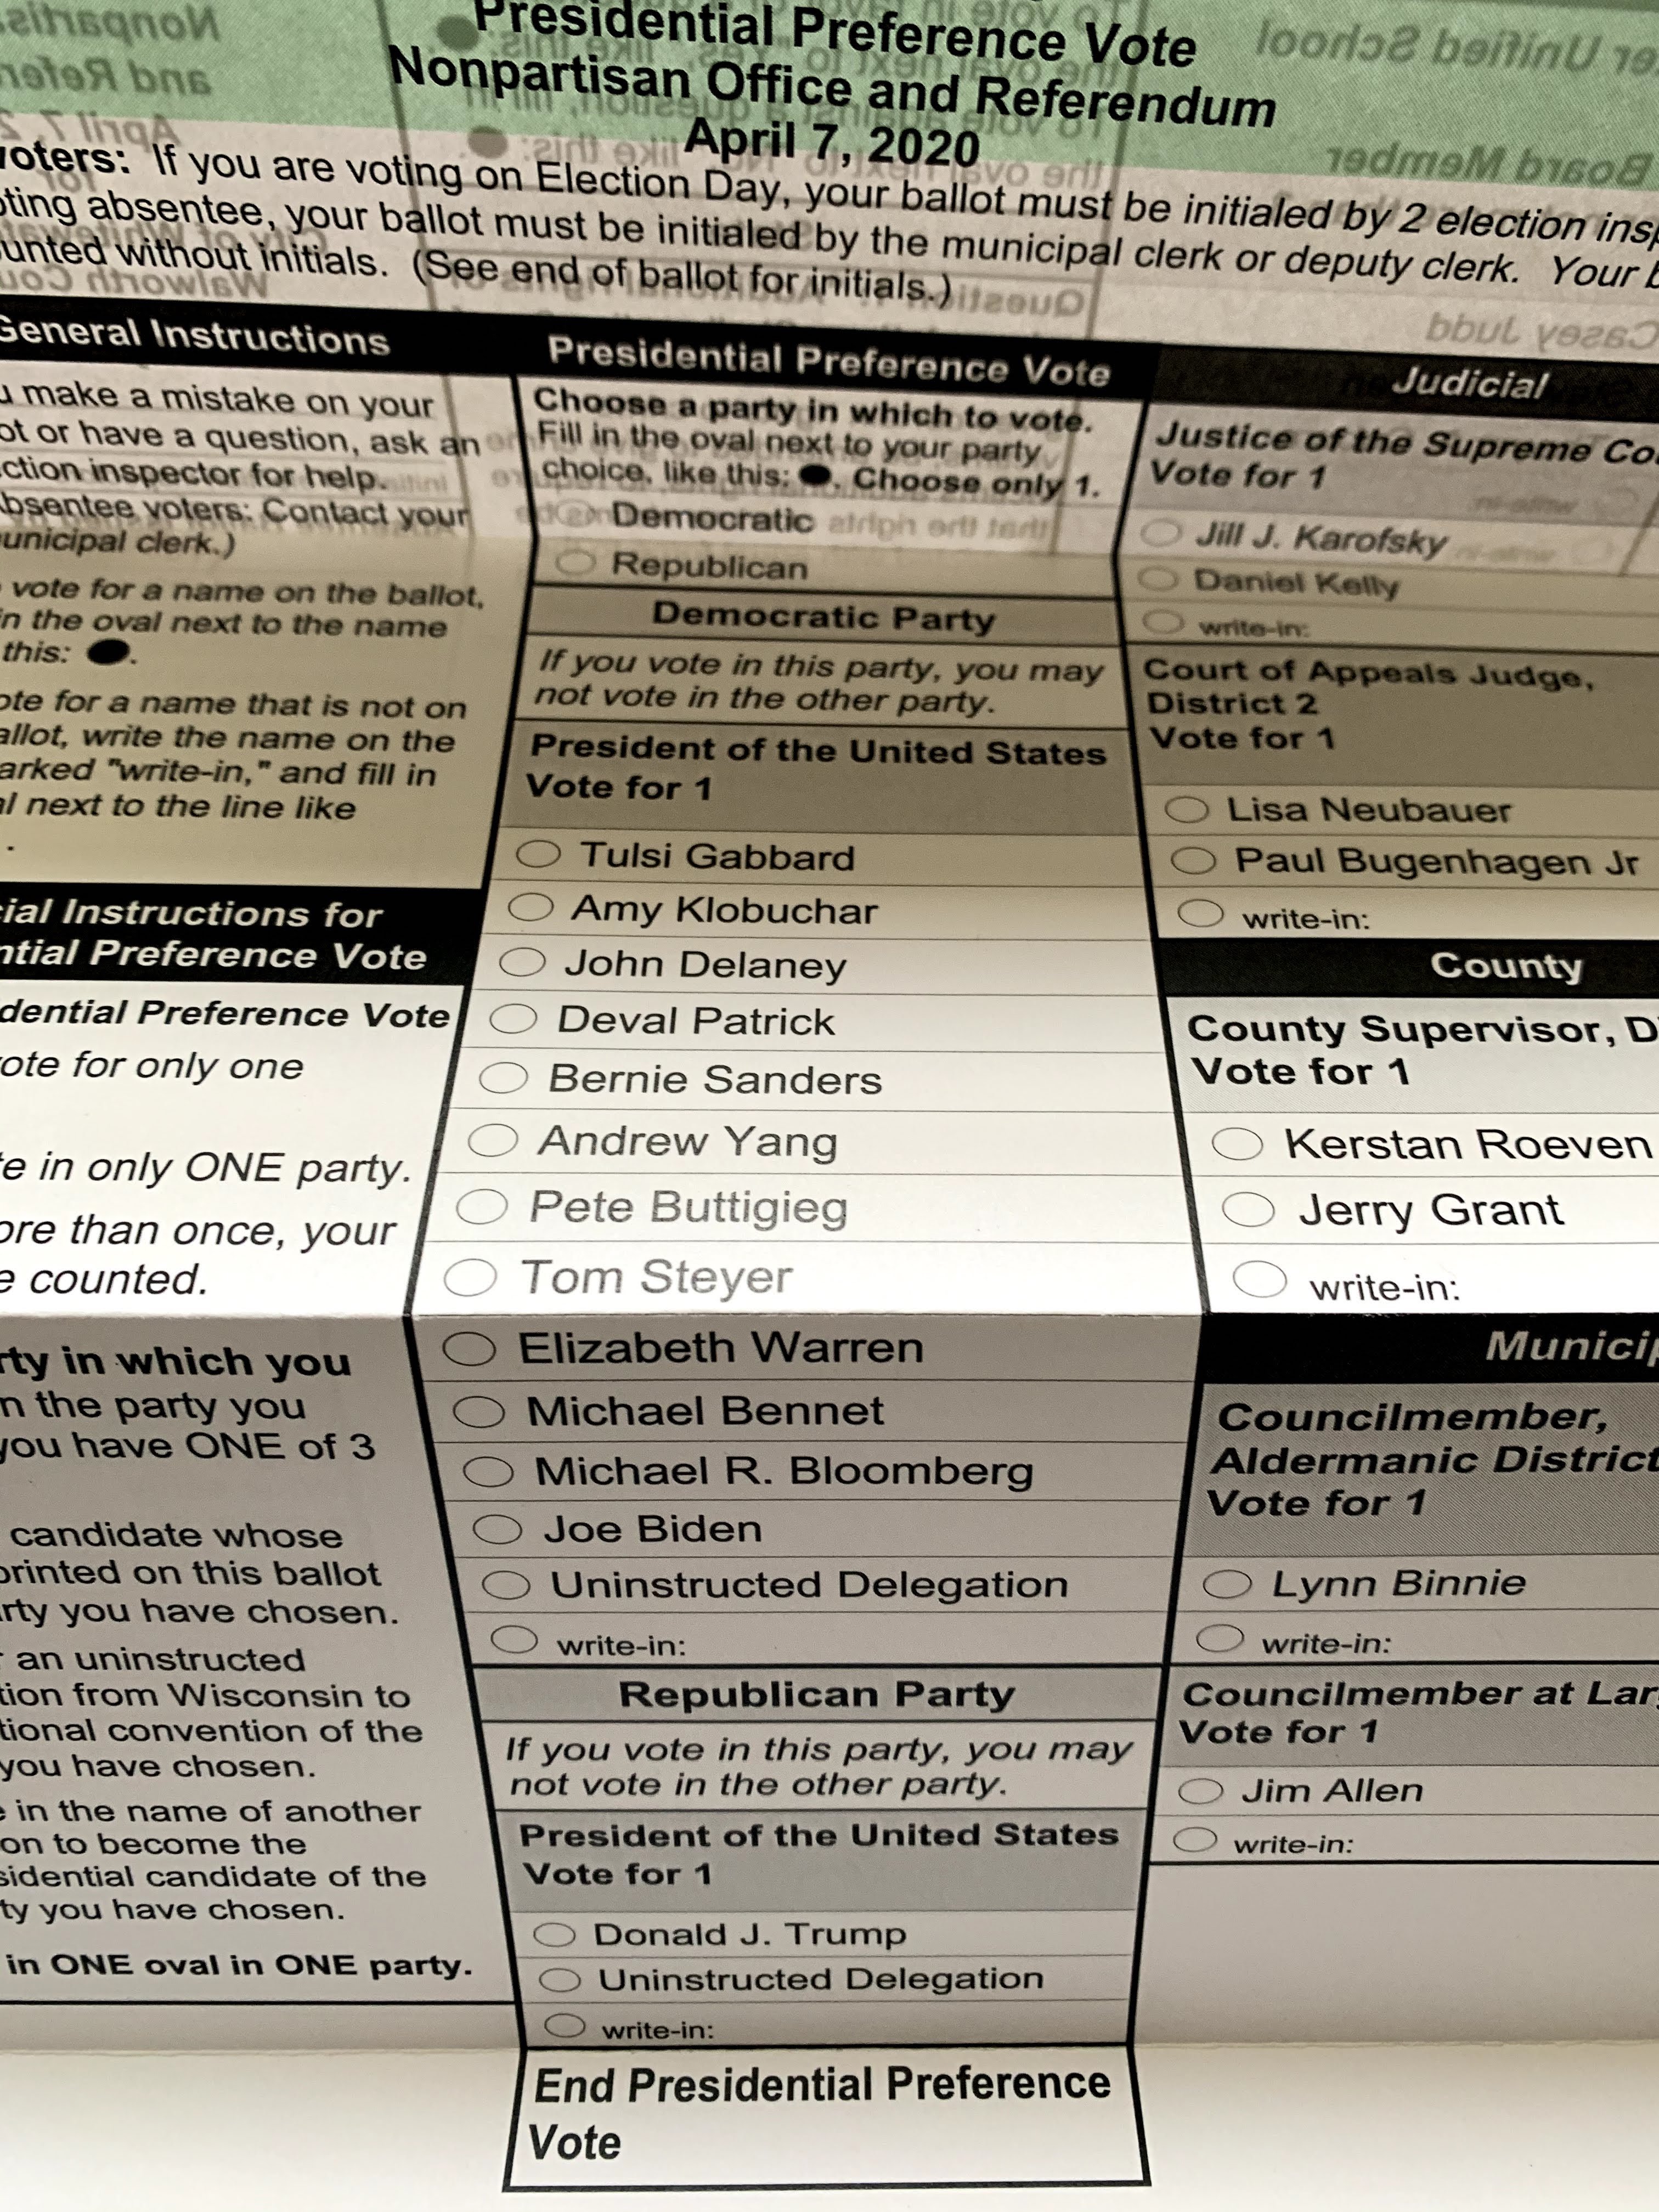 Presidential Preference Vote
Nonpartisan Office and Referendum
April 7, 2020
voters: If you are voting on Election Day, your ballot must be initialed by 2 election insp
oting absentee, your ballot must be initialed by the municipal clerk or deputy clerk. Your b
unted without initials. (See end of ballot for initials.)
General Instructions
u make a mistake on your
ot or have a question, ask an
ction inspector for help.
absentee voters: Contact your
unicipal clerk.)
vote for a name on the ballot,
in the oval next to the name
this:
ote for a name that is not on
allot, write the name on the
arked "write-in," and fill in
al next to the line like
.
cial Instructions for
ntial Preference Vote
dential Preference Vote
ote for only one
te in only ONE party.
ore than once, your
e counted.
rty in which you
n the party you
you have ONE of 3
candidate whose
printed on this ballot
arty you have chosen.
r an uninstructed
tion from Wisconsin to
tional convention of the
you have chosen.
e in the name of another
on to become the
sidential candidate of the
ty you have chosen.
in ONE oval in ONE party.
Presidential Preference Vote
Choose a party in which to vote.
Fill in the oval next to your party
choice, like this: . Choose only 1.
Democratic
Republican
Democratic Party
If you vote in this party, you may
not vote in the other party.
President of the United States
Vote for 1
Tulsi Gabbard
Amy Klobuchar
John Delaney
Deval Patrick
Bernie Sanders
Andrew Yang
Pete Buttigieg
Tom Steyer
Elizabeth Warren
Michael Bennet
Michael R. Bloomberg
Joe Biden
Uninstructed Delegation
write-in:
Republican Party
If you vote in this party, you may
not vote in the other party.
President of the United States
Vote for 1
Donald J. Trump
Uninstructed Delegation
write-in:
End Presidential Preference
Vote
Judicial
Justice of the Supreme Co
Vote for 1
Jill J. Karofsky
Daniel Kelly
write-in:
Court of Appeals Judge,
District 2
Vote for 1
Lisa Neubauer
Paul Bugenhagen Jr
write-in:
County
County Supervisor, D
Vote for 1
Kerstan Roeven
Jerry Grant
write-in:
Municip
Councilmember,
Aldermanic District
Vote for 1
Lynn Binnie
write-in:
Councilmember at Lar
Vote for 1
Jim Allen
write-in: